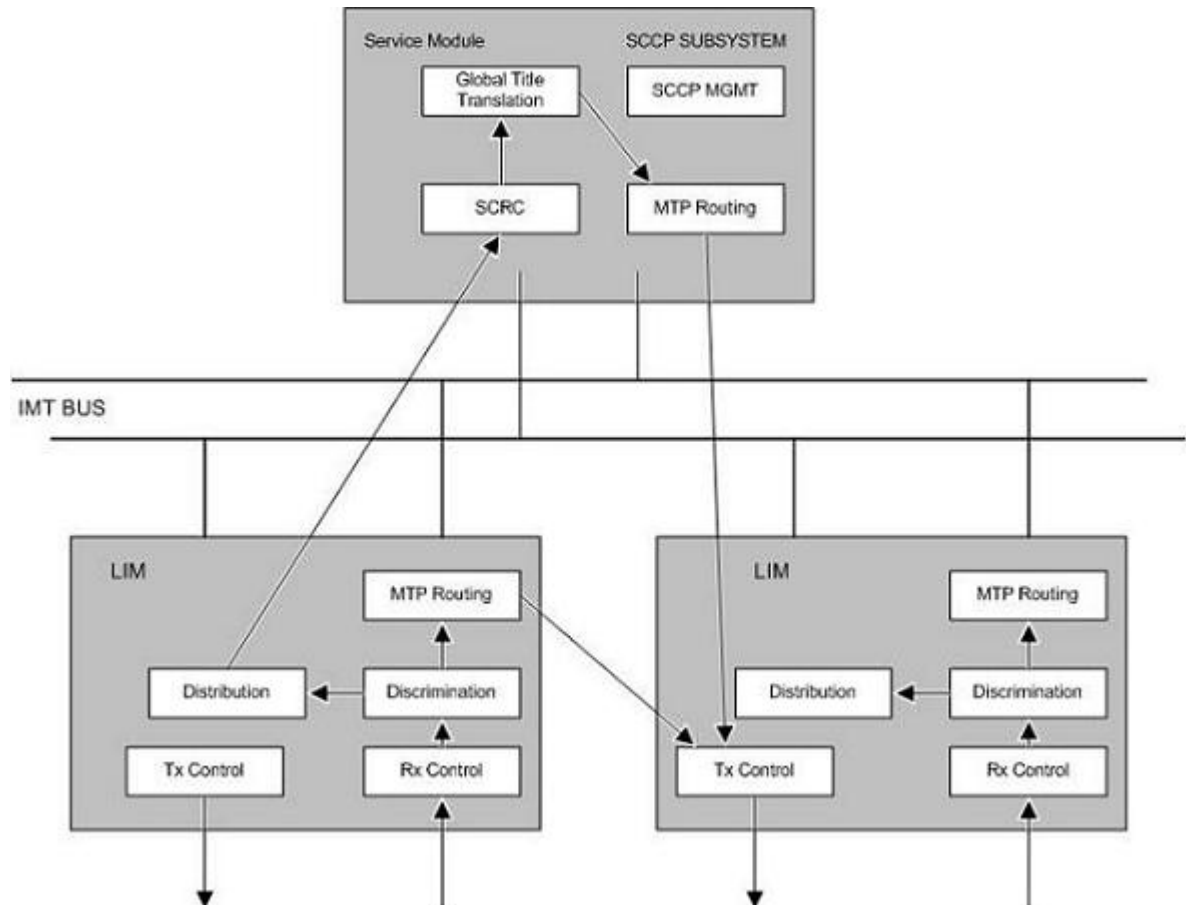 Service Module
SCCP SUBSYSTEM
Global Title
Translation
SCCP MGMT
SCRC
MTP Routing
IMT BUS
LIM
MTP Routing
Distribution
Discrimination
Tx Control
Rx Control
LIM
MTP Routing
Distribution
Discrimination
Tx Control
Rx Control